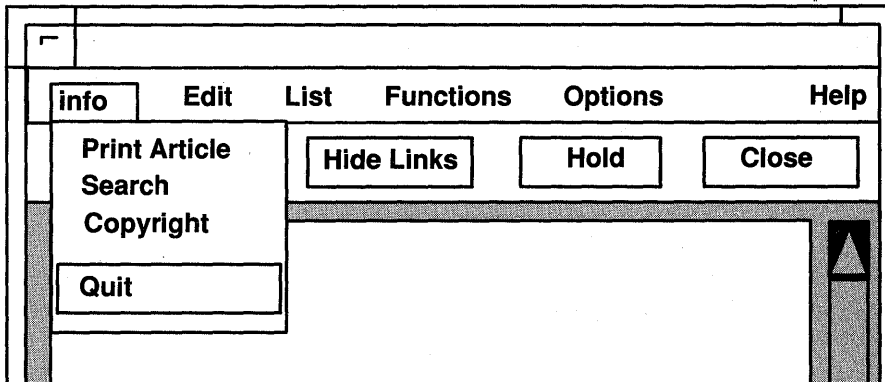 info Edit List Functions Options Help
Print Article
Hide Links Hold Close
Search
Copyright
Quit